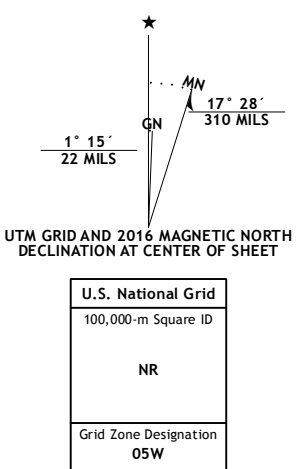 MN
GN
17° 28´
310 MILS
1° 15´
22 MILS
UTM GRID AND 2016 MAGNETIC NORTH
DECLINATION AT CENTER OF SHEET
U.S. National Grid
100,000-m Square ID
NR
Grid Zone Designation
05W